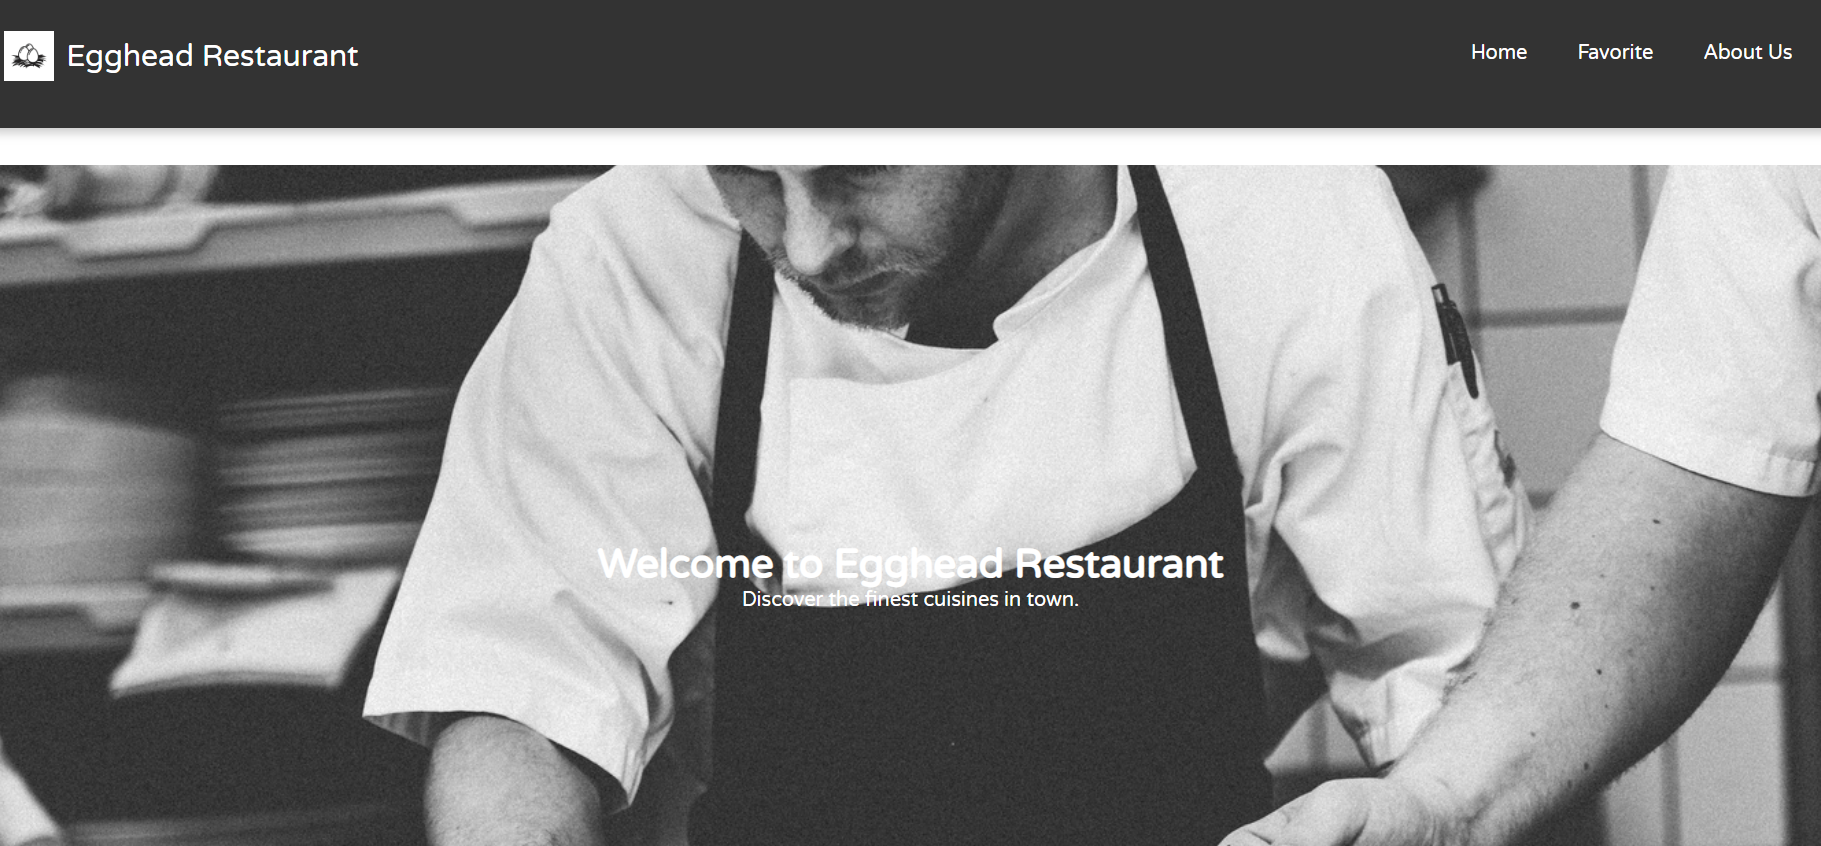 Egghead Restaurant
Home
Favorite
About Us
Welcome to Egghead Restaurant
Discover the finest cuisines in town.